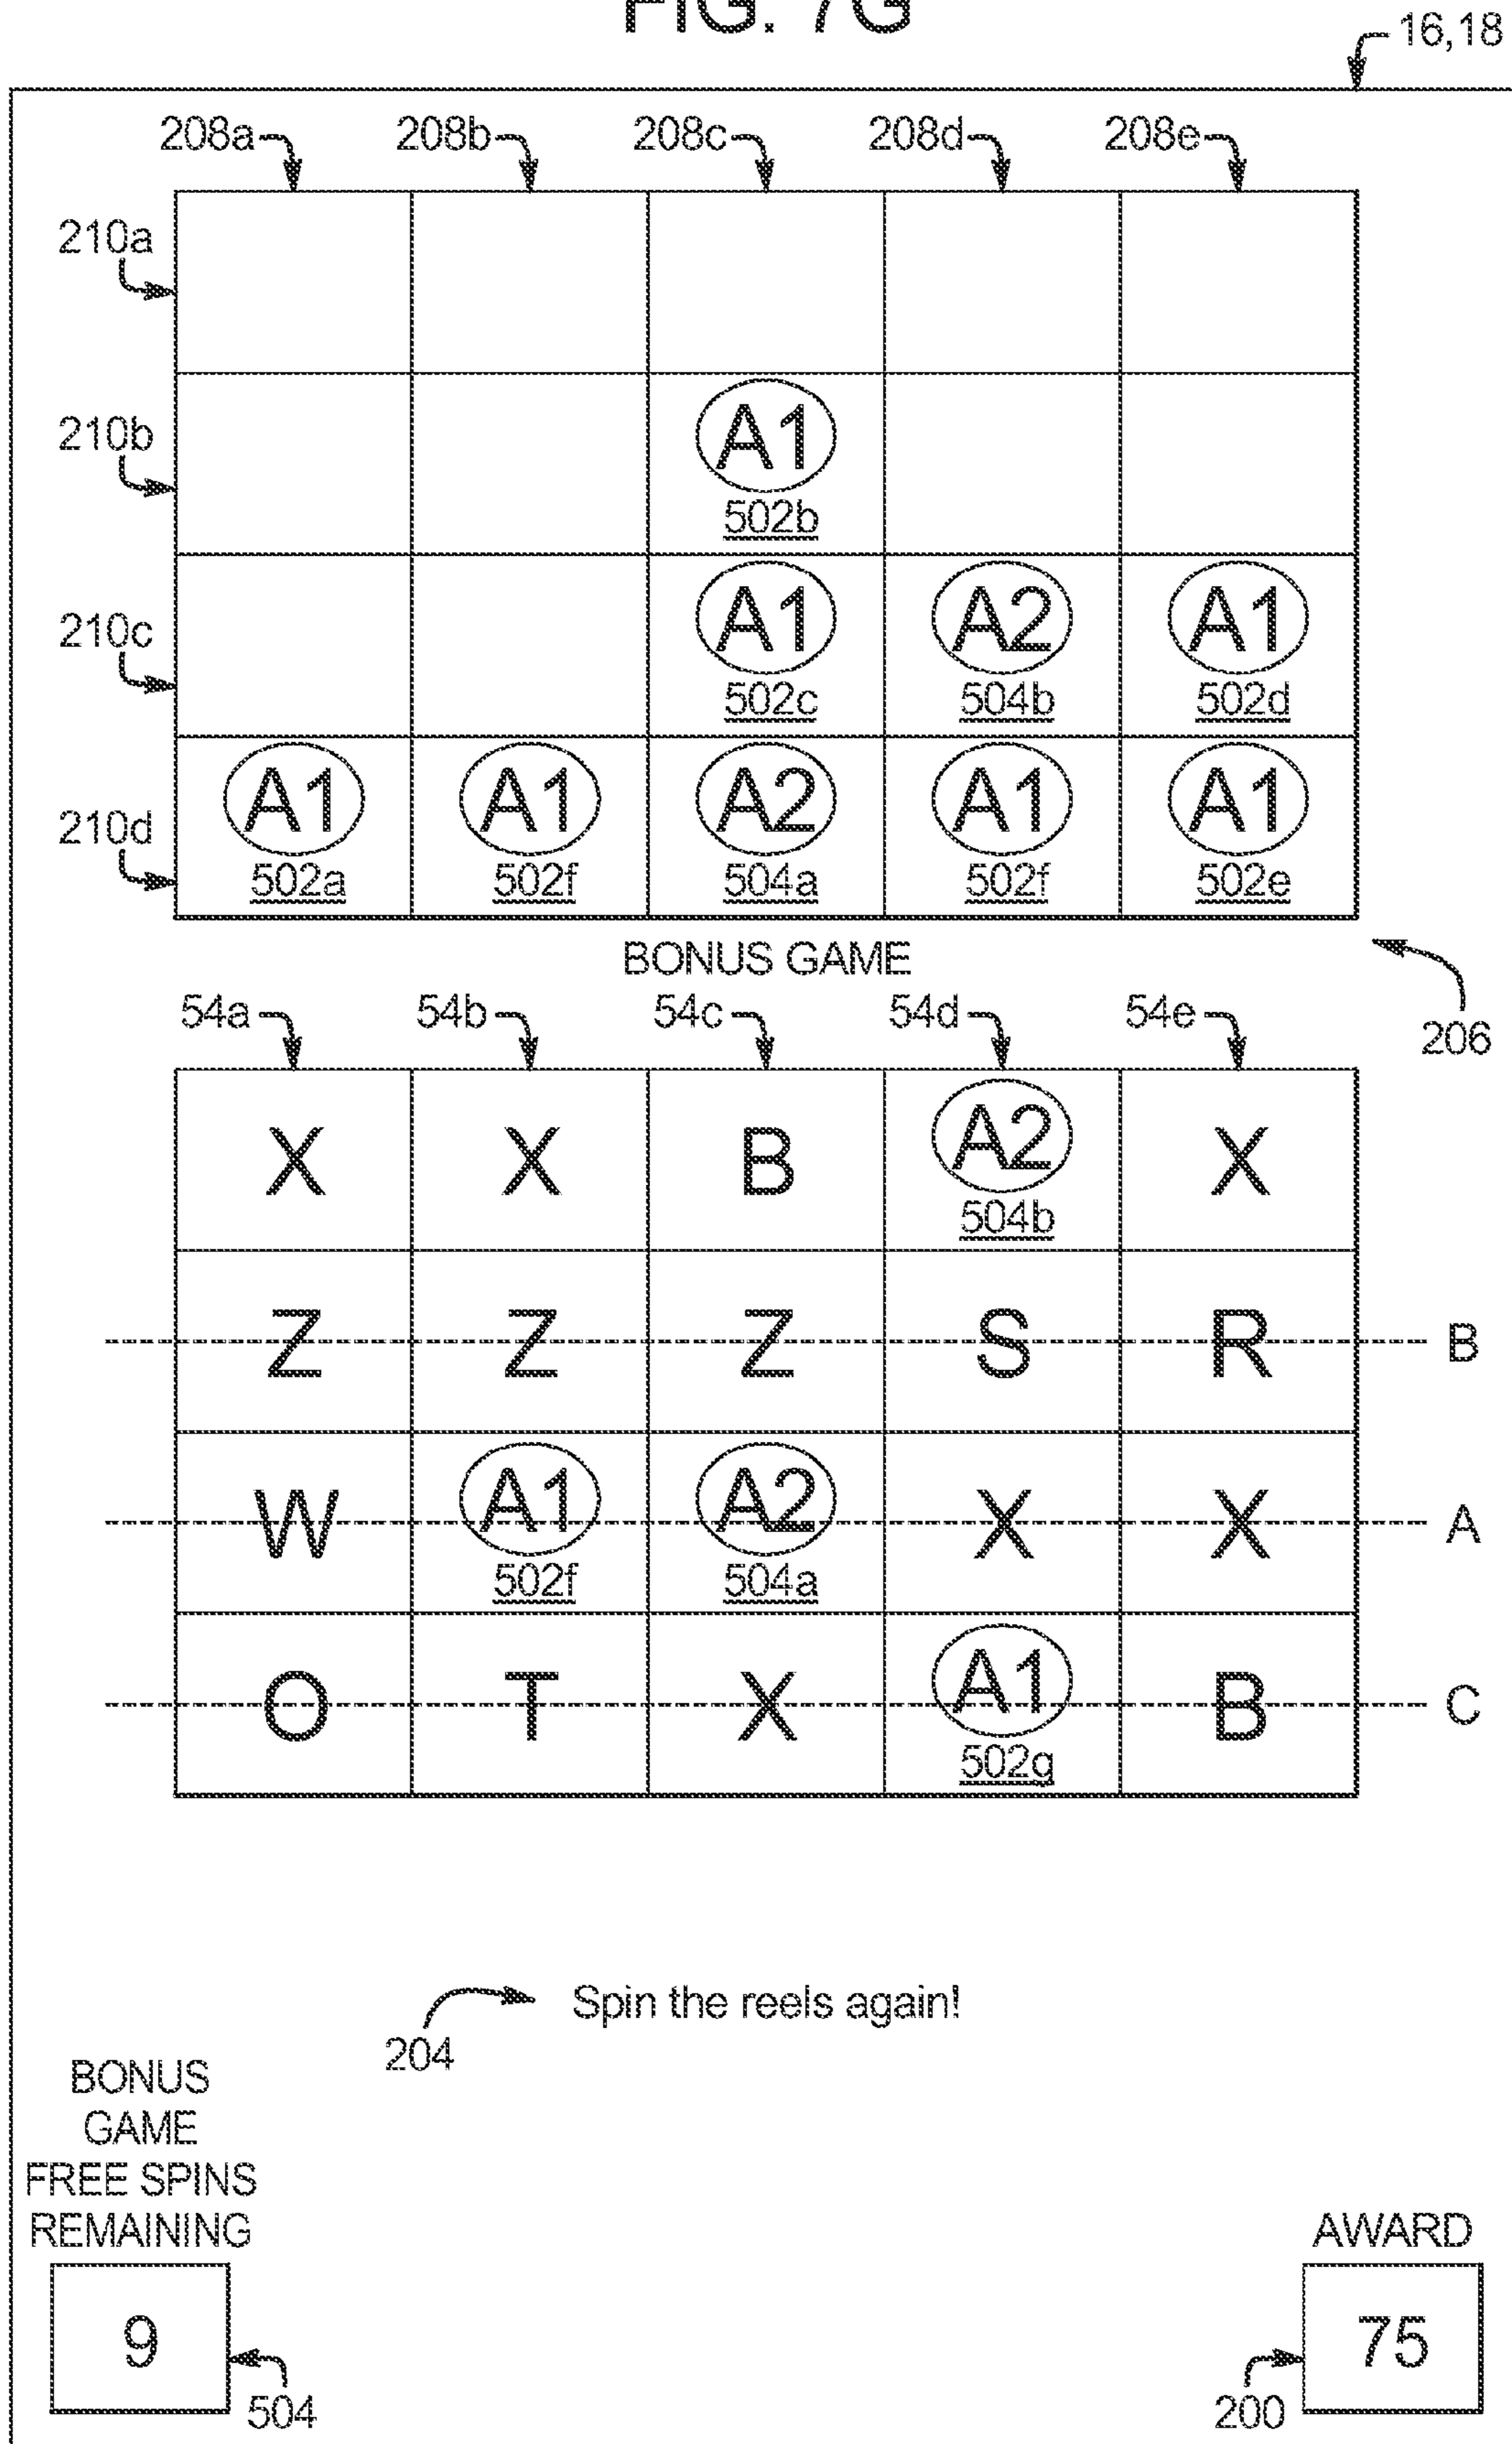 FIG. 7G
16,18
208a 208b 208c 208d 208e
210a
210b
A1
502b
210c
A1 A2 A1
502c 504b 502d
210d
A1 A1 A2 A1 A1
502a 502f 504a 502f 502e
BONUS GAME
206
54a 54b 54c 54d 54e
X X B A2 X
504b
Z Z Z S R B
W A1 A2 X X A
502f 504a
O T X A1 B C
502g
Spin the reels again!
204
BONUS
GAME
FREE SPINS
REMAINING
9
504
AWARD
75
200